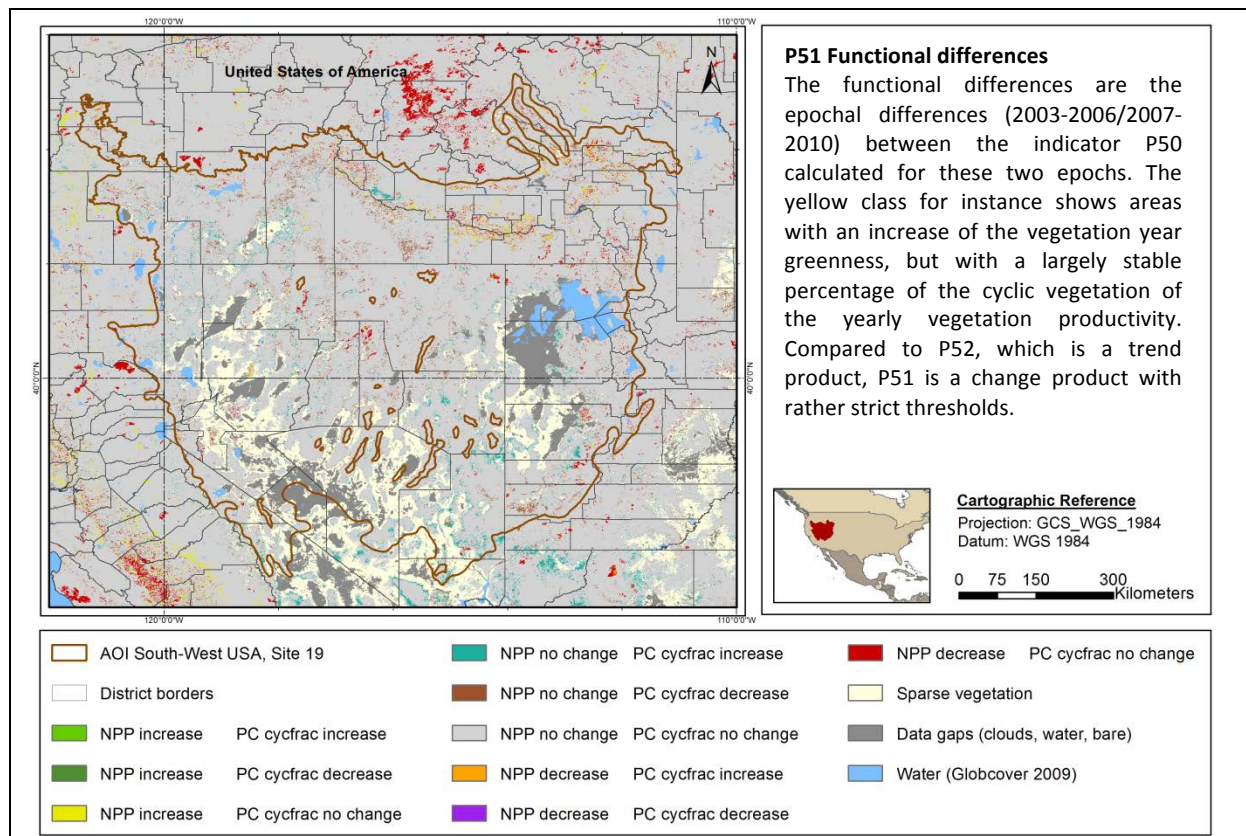 120°0'0"W
110°0'0"W
United States of America
N
40°0'0"N
40°0'0"N
120°0'0"W
110°0'0"W
P51 Functional differences
The functional differences are the
epochal differences (2003-2006/2007-
2010) between the indicator P50
calculated for these two epochs. The
yellow class for instance shows areas
with an increase of the vegetation year
greenness, but with a largely stable
percentage of the cyclic vegetation of
the yearly vegetation productivity.
Compared to P52, which is a trend
product, P51 is a change product with
rather strict thresholds.
Cartographic Reference
Projection: GCS_WGS_1984
Datum: WGS 1984
0 75 150 300
Kilometers
AOI South-West USA, Site 19
District borders
NPP increase PC cycfrac increase
NPP increase PC cycfrac decrease
NPP increase PC cycfrac no change
NPP no change PC cycfrac increase
NPP no change PC cycfrac decrease
NPP no change PC cycfrac no change
NPP decrease PC cycfrac increase
NPP decrease PC cycfrac decrease
NPP decrease PC cycfrac no change
Sparse vegetation
Data gaps (clouds, water, bare)
Water (Globcover 2009)